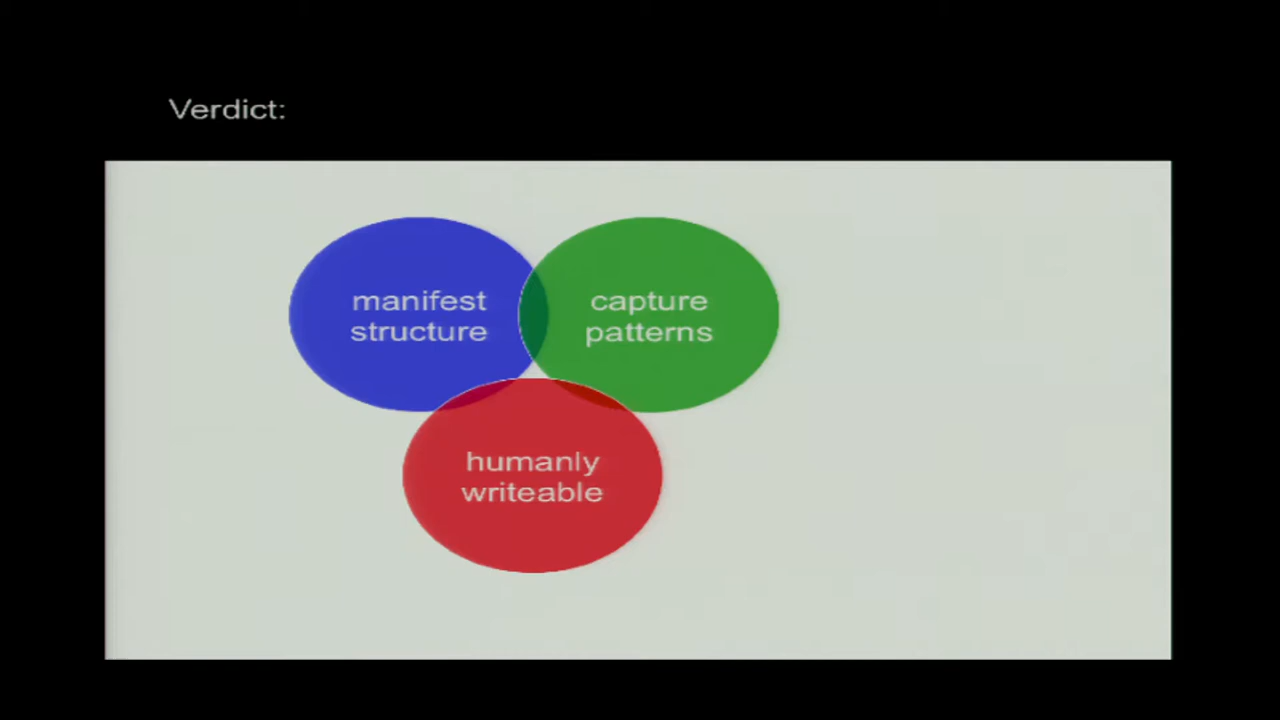 Verdict:
manifest
structure
capture
patterns
humanly
writeable